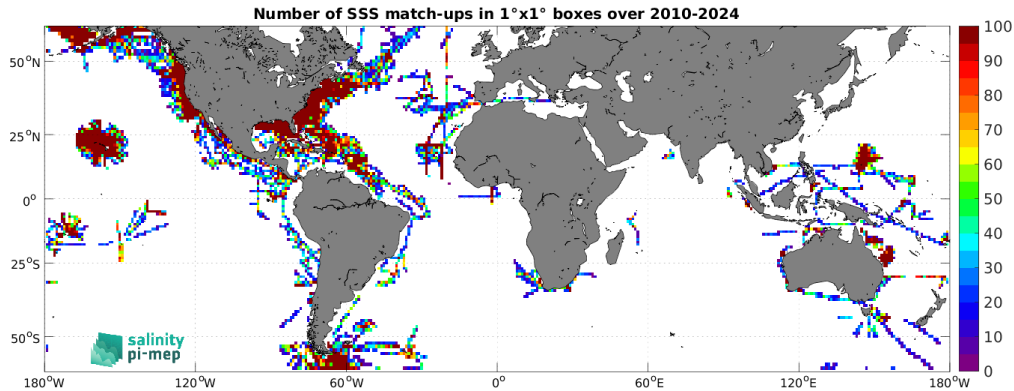 Number of SSS match-ups in 1°x1° boxes over 2010-2024
50°N
25°N
0°
25°S
50°S
180°W 120°W 60°W 0° 60°E 120°E 180°W
100
90
80
70
60
50
40
30
20
10
0
salinity
pi-mep